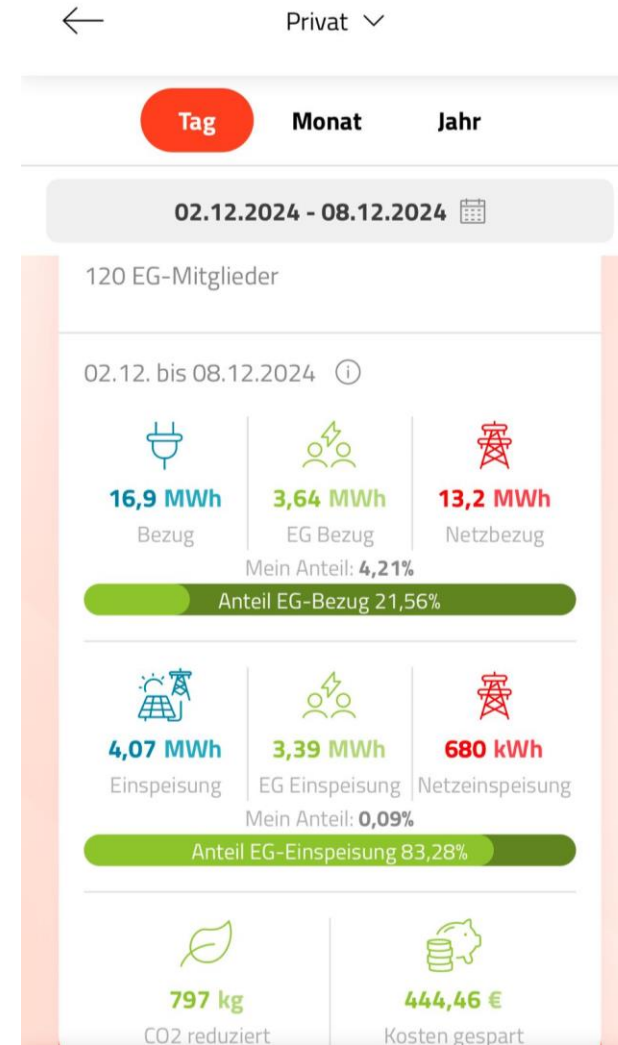 Privat
Tag Monat Jahr
02.12.2024 - 08.12.2024
120 EG-Mitglieder
02.12. bis 08.12.2024
16,9 MWh 3,64 MWh 13,2 MWh
Bezug EG Bezug Netzbezug
Mein Anteil: 4,21%
Anteil EG-Bezug 21,56%
4,07 MWh 3,39 MWh 680 kWh
Einspeisung EG Einspeisung Netzeinspeisung
Mein Anteil: 0,09%
Anteil EG-Einspeisung 83,28%
797 kg 444,46 €
CO2 reduziert Kosten gespart